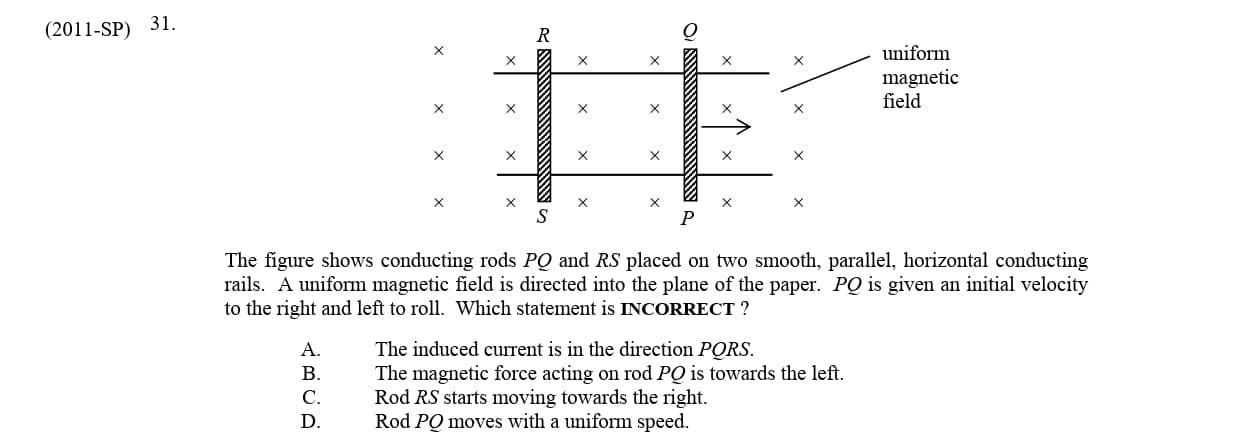 (2011-SP) 31.
R
Q
uniform
magnetic
field
S
P
The figure shows conducting rods PQ and RS placed on two smooth, parallel, horizontal conducting
rails. A uniform magnetic field is directed into the plane of the paper. PQ is given an initial velocity
to the right and left to roll. Which statement is INCORRECT ?
A. The induced current is in the direction PQRS.
B. The magnetic force acting on rod PQ is towards the left.
C. Rod RS starts moving towards the right.
D. Rod PQ moves with a uniform speed.